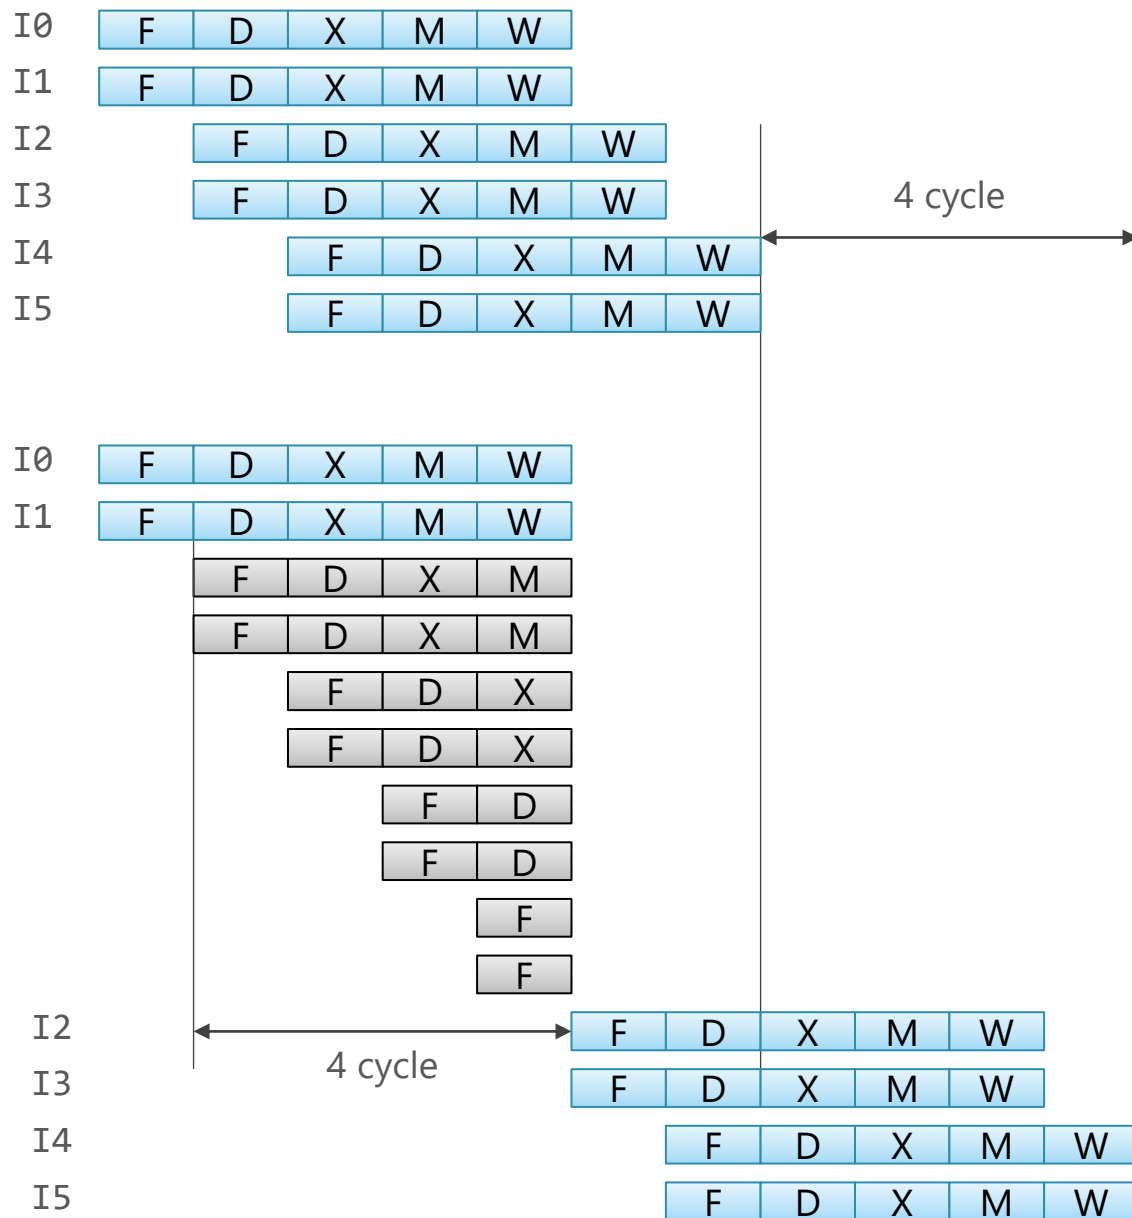 I0 F D X M W
I1 F D X M W
I2 F D X M W
I3 F D X M W
4 cycle
I4 F D X M W
I5 F D X M W
I0 F D X M W
I1 F D X M W
F D X M
F D X M
F D X
F D X
F D
F D
F
F
I2 F D X M W
4 cycle
I3 F D X M W
I4 F D X M W
I5 F D X M W